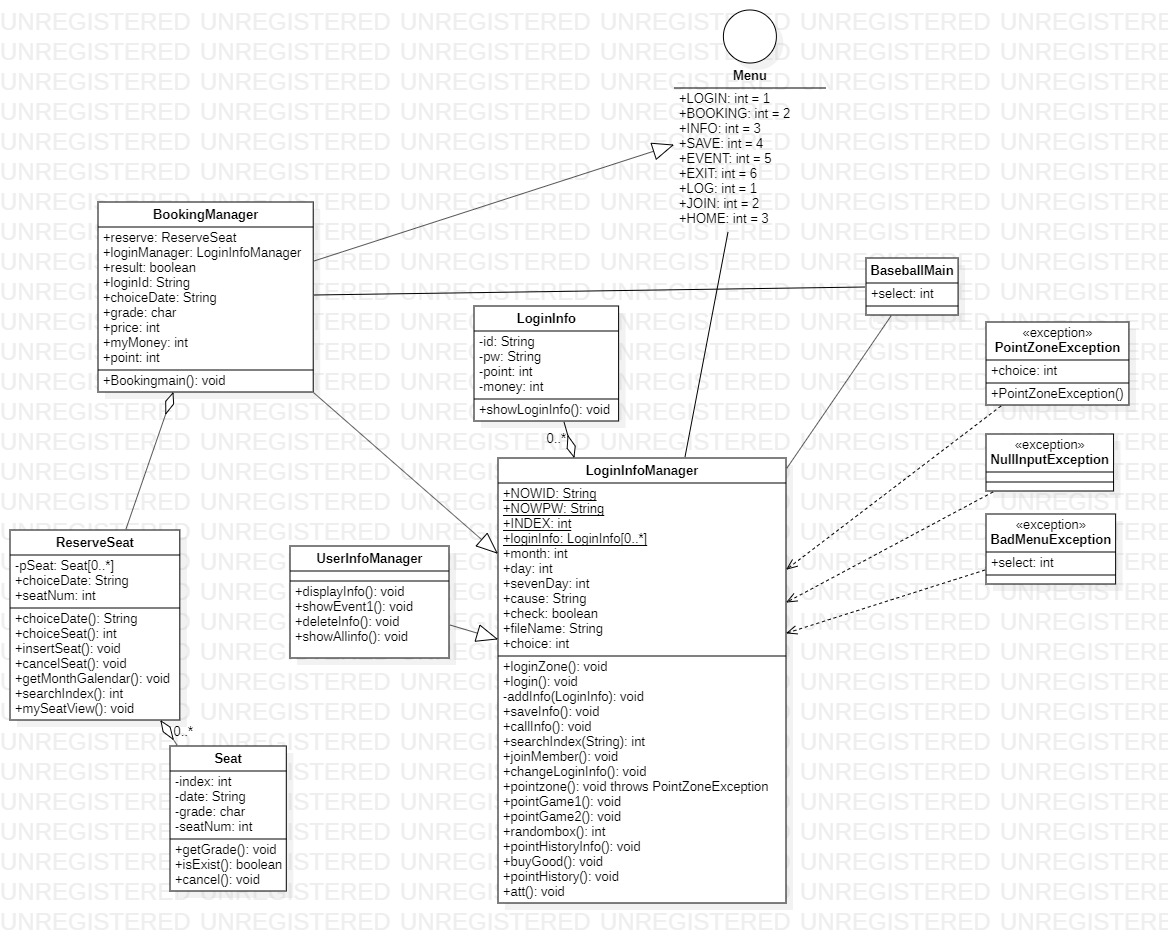 Menu
+LOGIN: int = 1
+BOOKING: int = 2
+INFO: int = 3
+SAVE: int = 4
+EVENT: int = 5
+EXIT: int = 6
+LOG: int = 1
+JOIN: int = 2
+HOME: int = 3
BookingManager
+reserve: ReserveSeat
+loginManager: LoginInfoManager
+result: boolean
+loginId: String
+choiceDate: String
+grade: char
+price: int
+myMoney: int
+point: int
+Bookingmain(): void
BaseballMain
+select: int
LoginInfo
-id: String
-pw: String
-point: int
-money: int
+showLoginInfo(): void
0..*
«exception»
PointZoneException
+choice: int
+PointZoneException()
«exception»
NullInputException
«exception»
BadMenuException
+select: int
LoginInfoManager
+NOWID: String
+NOWPW: String
+INDEX: int
+loginInfo: LoginInfo[0..*]
+month: int
+day: int
+sevenDay: int
+cause: String
+check: boolean
+fileName: String
+choice: int
+loginZone(): void
+login(): void
-addInfo(LoginInfo): void
+saveInfo(): void
+callInfo(): void
+searchIndex(String): int
+joinMember(): void
+changeLoginInfo(): void
+pointzone(): void throws PointZoneException
+pointGame1(): void
+pointGame2(): void
+randombox(): int
+pointHistoryInfo(): void
+buyGood(): void
+pointHistory(): void
+att(): void
ReserveSeat
-pSeat: Seat[0..*]
+choiceDate: String
+seatNum: int
+choiceDate(): String
+choiceSeat(): int
+insertSeat(): void
+cancelSeat(): void
+getMonthGalendar(): void
+searchIndex(): int
+mySeatView(): void
UserInfoManager
+displayInfo(): void
+showEvent1(): void
+deleteInfo(): void
+showAllinfo(): void
0..*
Seat
-index: int
-date: String
-grade: char
-seatNum: int
+getGrade(): void
+isExist(): boolean
+cancel(): void
UNREGISTERED